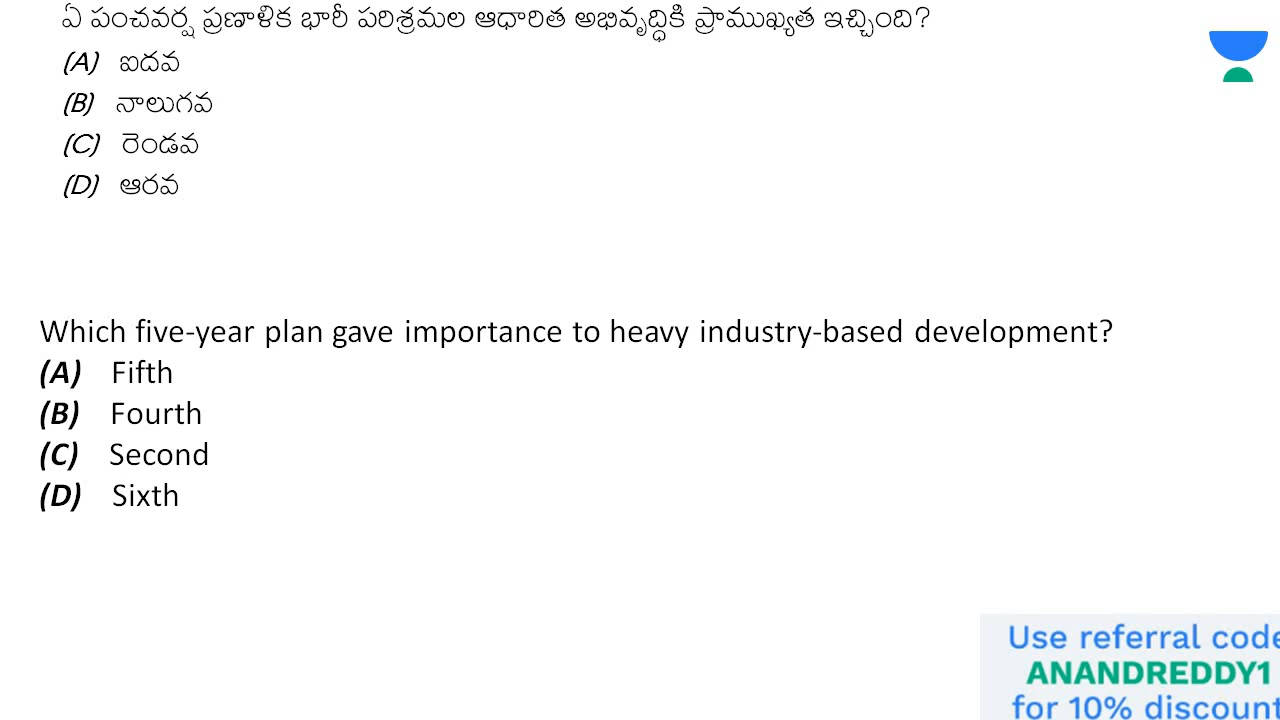 ఏ పంచవర్ష ప్రణాళిక భారీ పరిశ్రమల ఆధారిత అభివృద్ధికి ప్రాముఖ్యత ఇచ్చింది?
(A) ఐదవ
(B) నాలుగవ
(C) రెండవ
(D) ఆరవ
Which five-year plan gave importance to heavy industry-based development?
(A) Fifth
(B) Fourth
(C) Second
(D) Sixth
Use referral code
ANANDREDDY1
for 10% discount